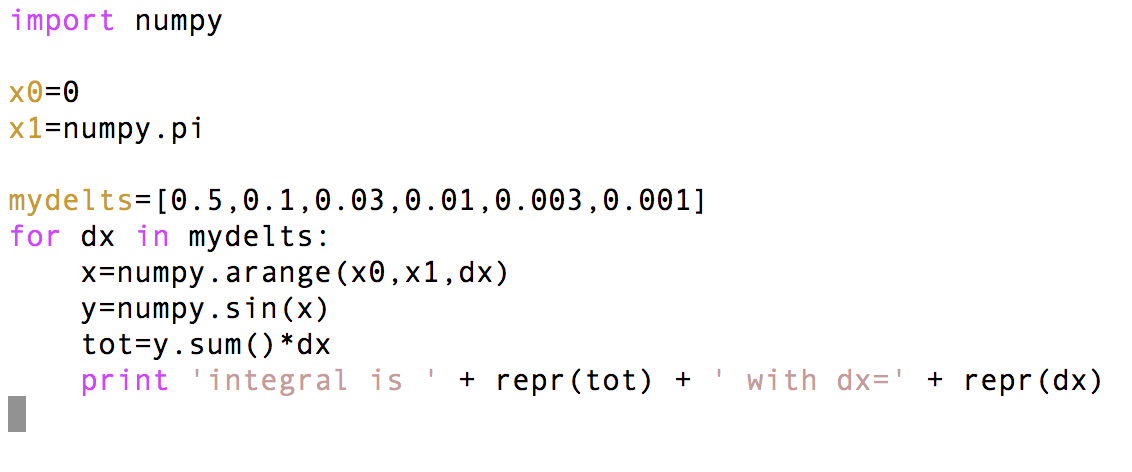 import numpy

x0=0
x1=numpy.pi

mydelts=[0.5,0.1,0.03,0.01,0.003,0.001]
for dx in mydelts:
    x=numpy.arange(x0,x1,dx)
    y=numpy.sin(x)
    tot=y.sum()*dx
    print 'integral is ' + repr(tot) + ' with dx=' + repr(dx)